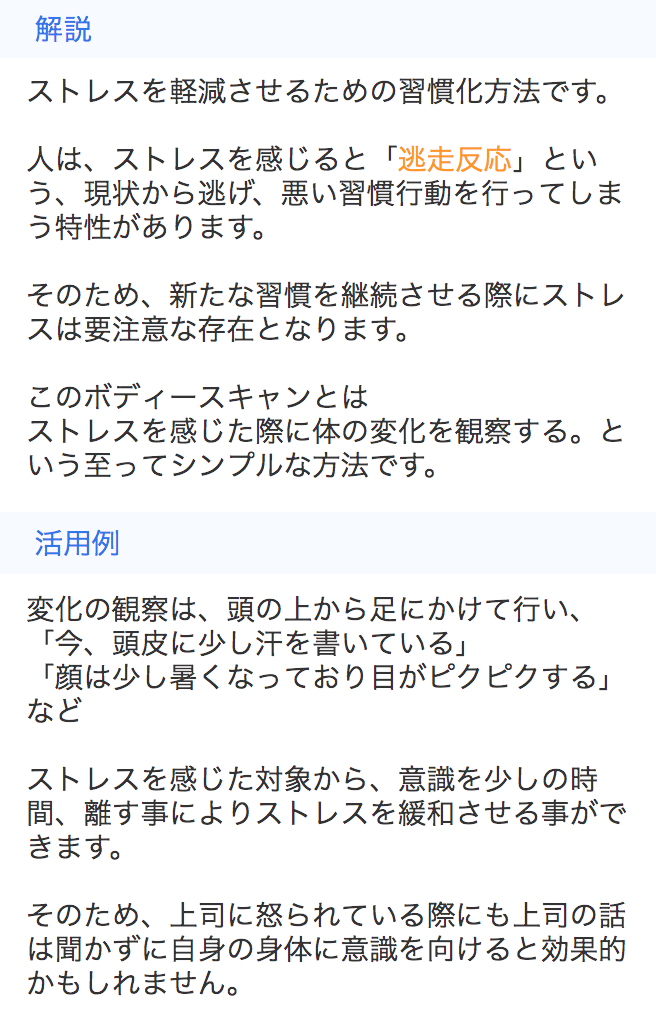 解説
ストレスを軽減させるための習慣化方法です。
人は、ストレスを感じると「逃走反応」とい
う、現状から逃げ、悪い習慣行動を行ってしま
う特性があります。
そのため、新たな習慣を継続させる際にストレ
スは要注意な存在となります。
このボディースキャンとは
ストレスを感じた際に体の変化を観察する。と
いう至ってシンプルな方法です。
活用例
変化の観察は、頭の上から足にかけて行い、
「今、頭皮に少し汗を書いている」
「顔は少し暑くなっており目がピクピクする」
など
ストレスを感じた対象から、意識を少しの時
間、離す事によりストレスを緩和させる事がで
きます。
そのため、上司に怒られている際にも上司の話
は聞かずに自身の身体に意識を向けると効果的
かもしれません。